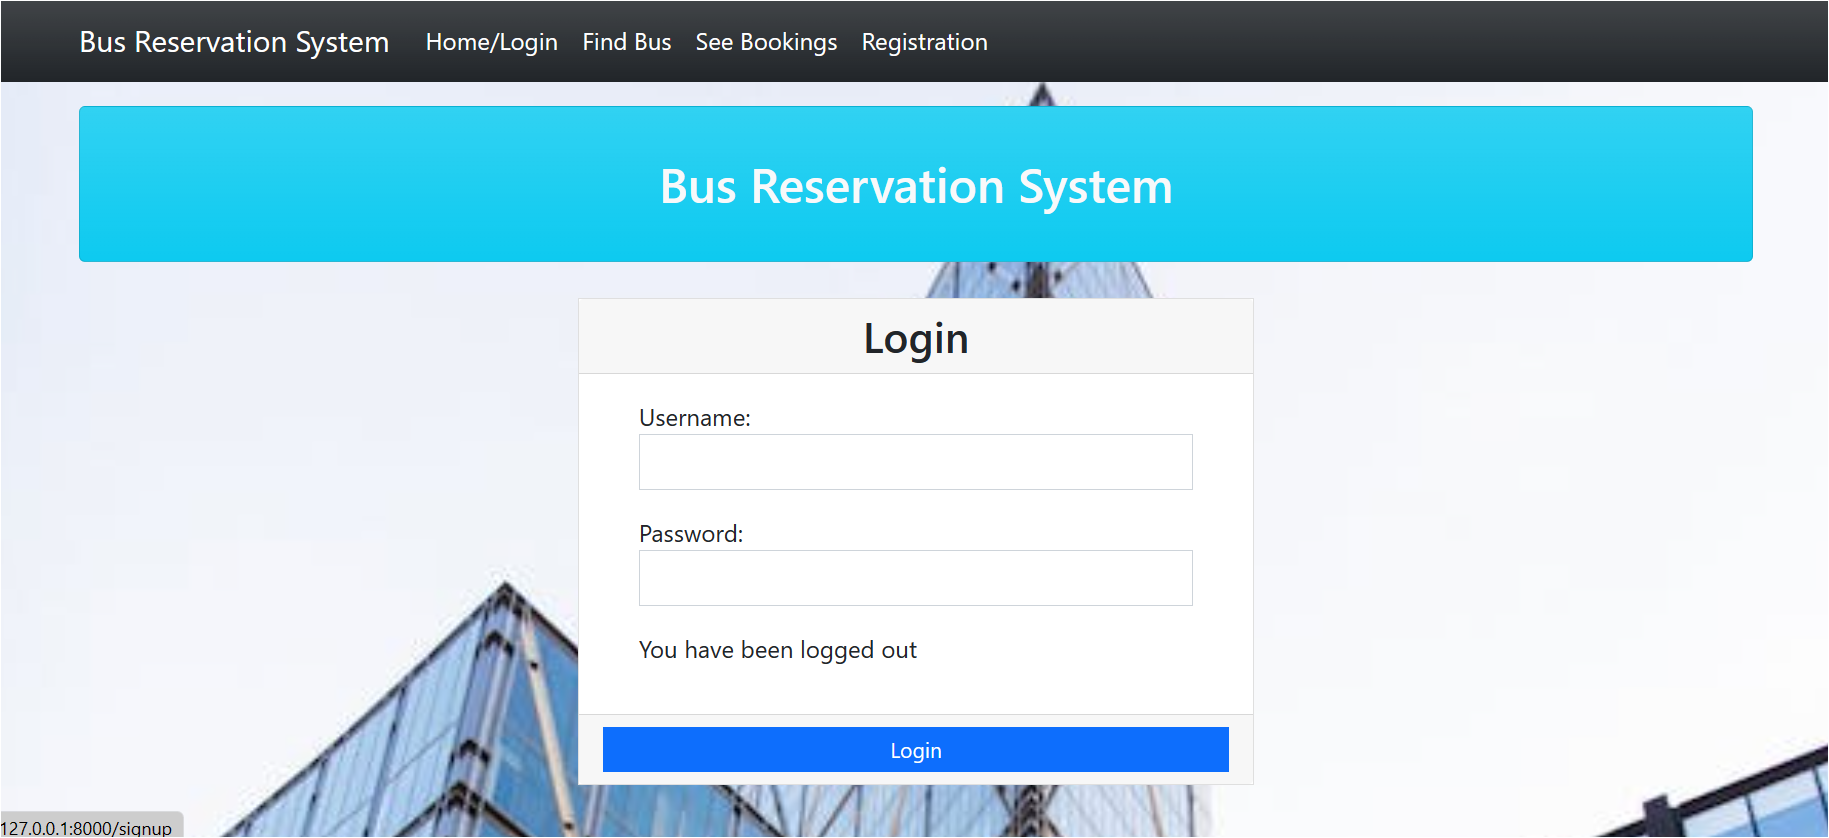 Bus Reservation System Home/Login Find Bus See Bookings Registration
Bus Reservation System
Login
Username:
Password:
You have been logged out
Login
127.0.0.1:8000/signup